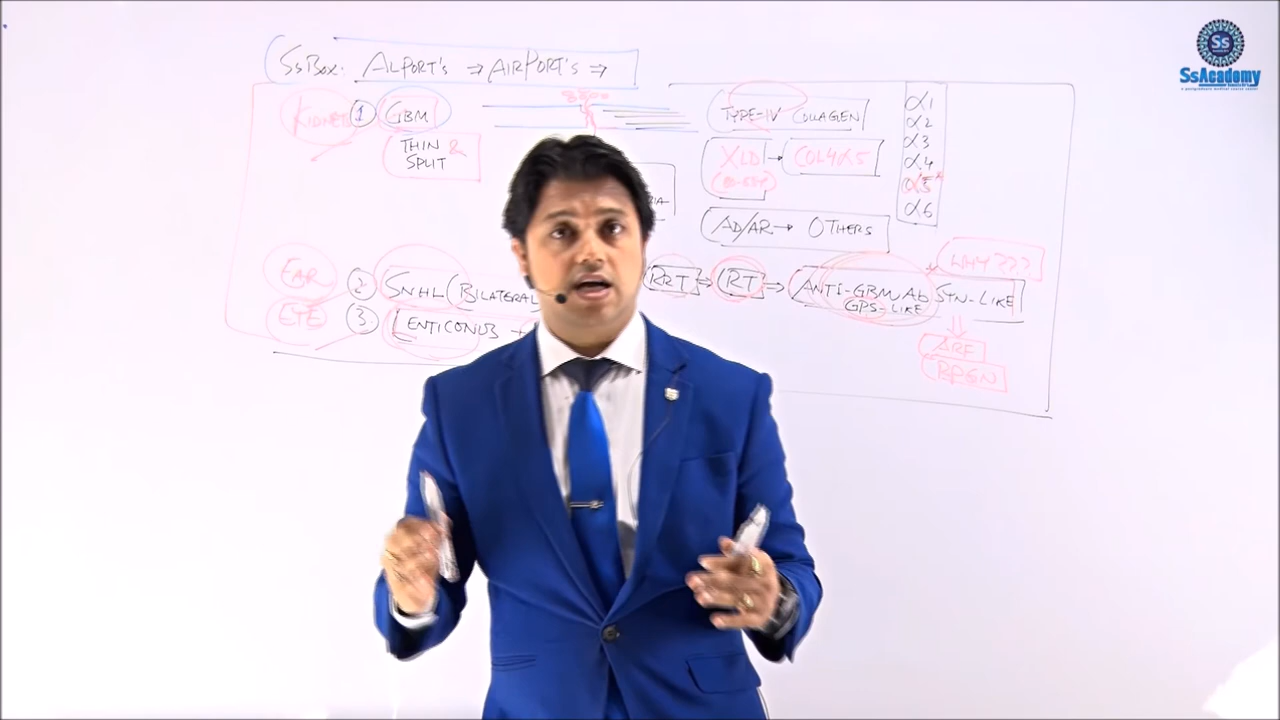 SsBox: ALPORT'S → AIRPORT'S →
KIDNEY ① GBM
THIN &
SPLIT
TYPE-IV COLLAGEN
XLD → COL4α5
AD/AR → OTHERS
α1
α2
α3
α4
α5
α6
EAR ② SNHL (BILATERAL
EYE ③ LENTICONUS +
RRT → RT ⇒ ANTI-GBM Ab SYN-LIKE
GPS-LIKE
WHY???
ARF
RPGN
Ss
SsAcademy